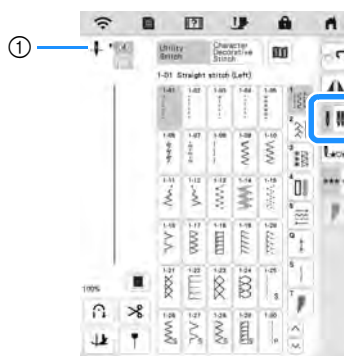 ①
Utility Stitch
Character Decorative Stitch
1-01 Straight stitch (Left)
1-01 1-02 1-03 1-04 1-05
1-06 1-07 1-08 1-09 1-10
1-11 1-12 1-13 1-14 1-15
1-16 1-17 1-18 1-19 1-20
1-21 1-22 1-23 1-24 1-25
1-26 1-27 1-28 1-29 1-30
100%